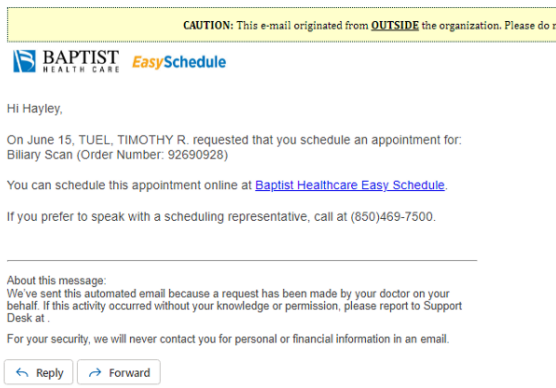 CAUTION: This e-mail originated from OUTSIDE the organization. Please do
BAPTIST EasySchedule
HEALTH CARE
Hi Hayley,
On June 15, TUEL, TIMOTHY R. requested that you schedule an appointment for:
Biliary Scan (Order Number: 92690928)
You can schedule this appointment online at Baptist Healthcare Easy Schedule.
If you prefer to speak with a scheduling representative, call at (850)469-7500.
About this message:
We've sent this automated email because a request has been made by your doctor on your
behalf. If this activity occurred without your knowledge or permission, please report to Support
Desk at .
For your security, we will never contact you for personal or financial information in an email.
Reply Forward